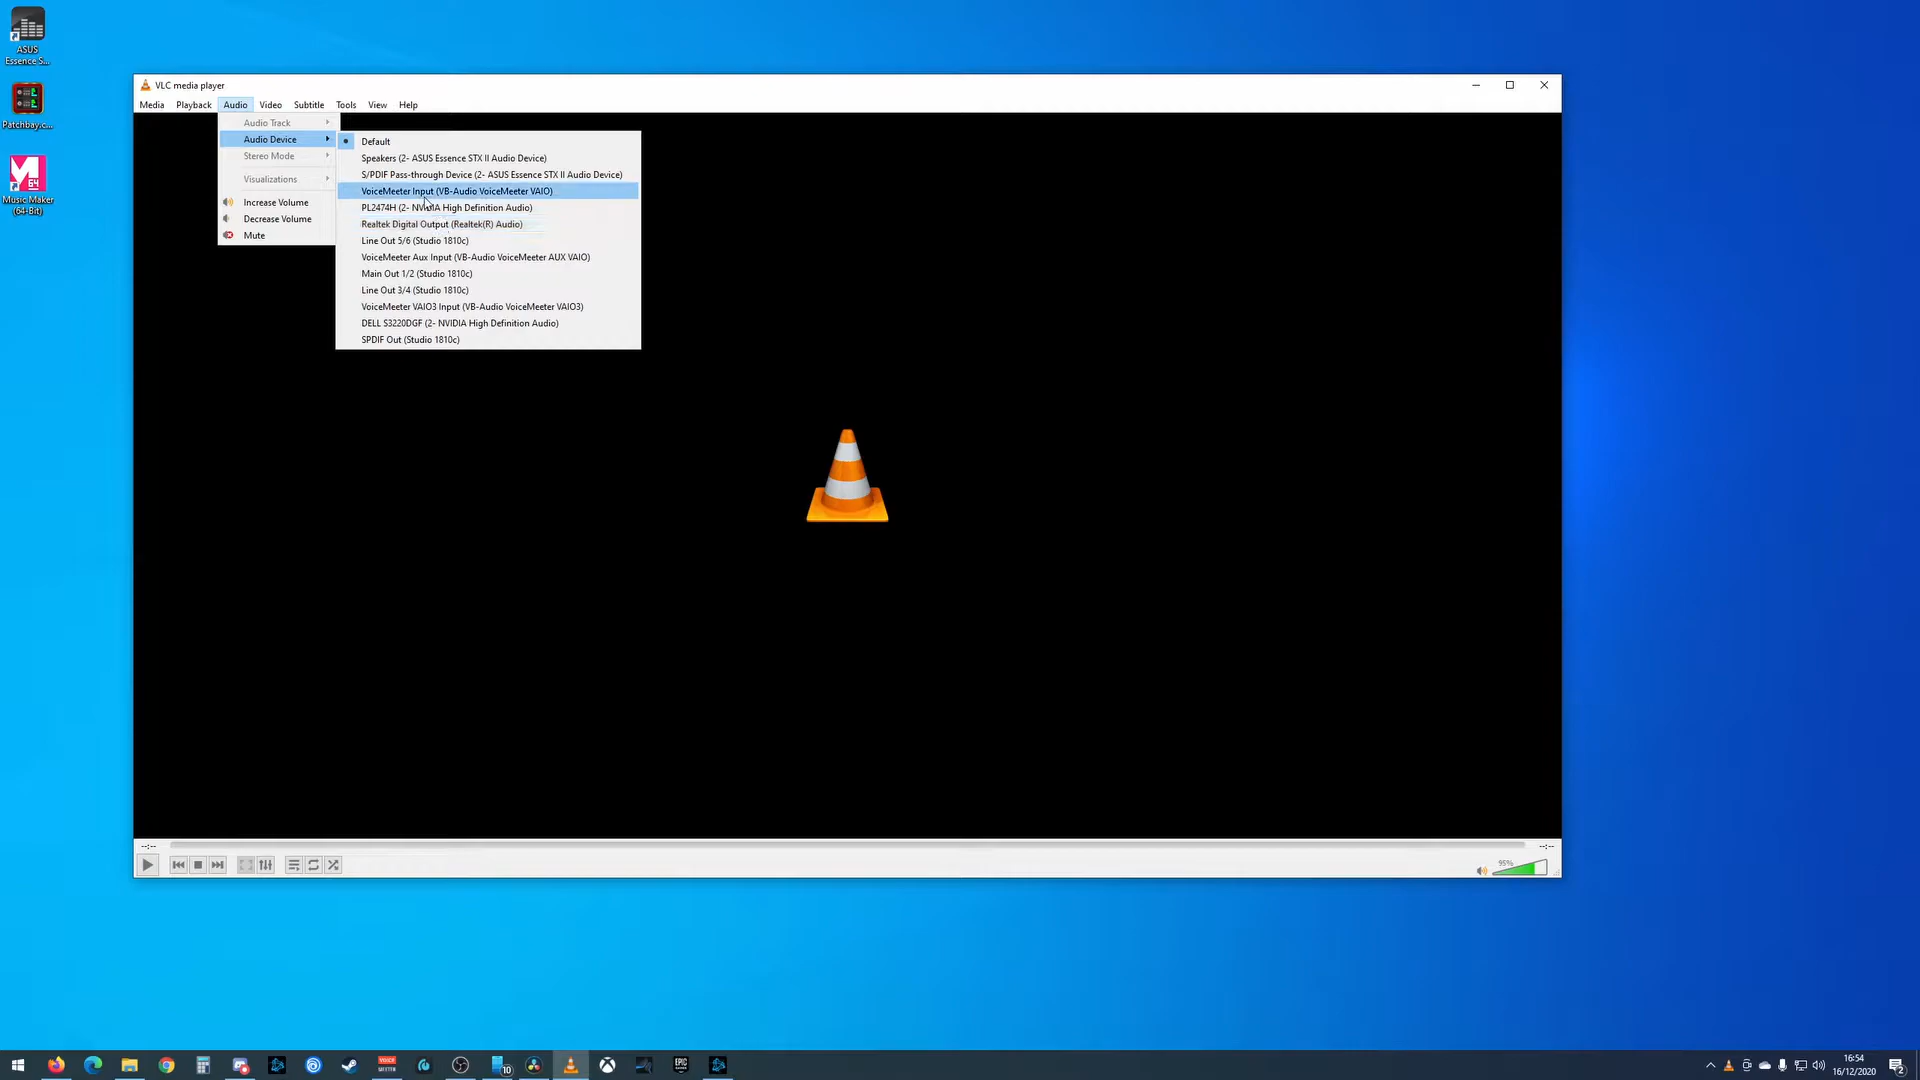 ASUS
Essence S...
Patchbay.c...
64
Music Maker
(64-Bit)
VLC media player
Media Playback Audio Video Subtitle Tools View Help
Audio Track
Audio Device
Stereo Mode
Visualizations
Increase Volume
Decrease Volume
Mute
Default
Speakers (2- ASUS Essence STX II Audio Device)
S/PDIF Pass-through Device (2- ASUS Essence STX II Audio Device)
VoiceMeeter Input (VB-Audio VoiceMeeter VAIO)
PL2474H (2- NVIDIA High Definition Audio)
Realtek Digital Output (Realtek(R) Audio)
Line Out 5/6 (Studio 1810c)
VoiceMeeter Aux Input (VB-Audio VoiceMeeter AUX VAIO)
Main Out 1/2 (Studio 1810c)
Line Out 3/4 (Studio 1810c)
VoiceMeeter VAIO3 Input (VB-Audio VoiceMeeter VAIO3)
DELL S3220DGF (2- NVIDIA High Definition Audio)
SPDIF Out (Studio 1810c)
--:-- --:--
95%
VOICE
10
EPIC
16:54
16/12/2020
2